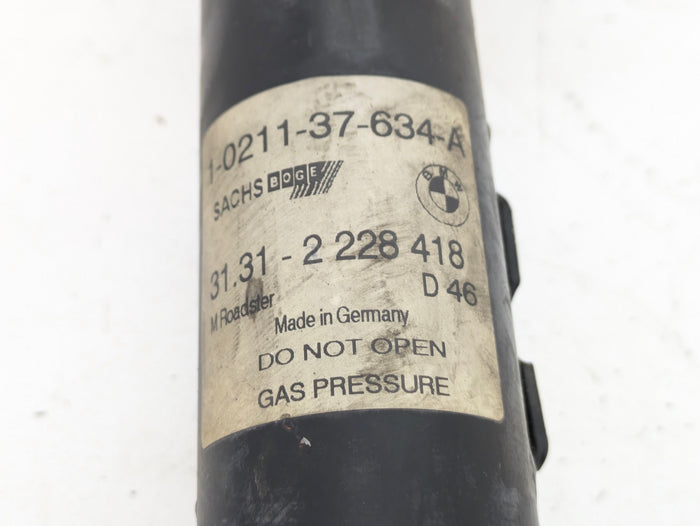 1-0211-37-634-A
SACHS BOGE
BMW
31.31 - 2 228 418
M Roadster D 46
Made in Germany
DO NOT OPEN
GAS PRESSURE